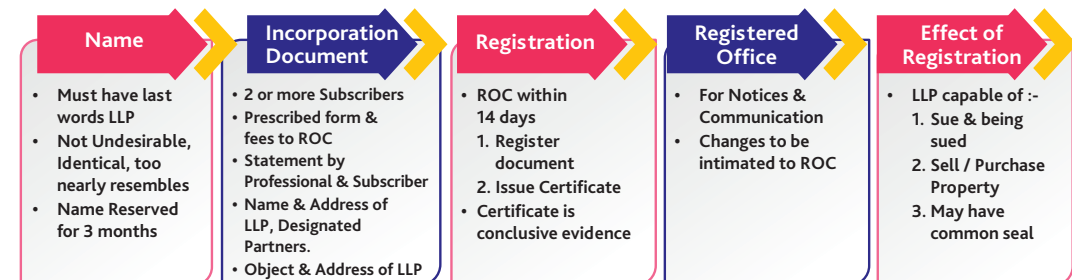 Name
• Must have last
words LLP
• Not Undesirable,
Identical, too
nearly resembles
• Name Reserved
for 3 months
Incorporation
Document
• 2 or more Subscribers
• Prescribed form &
fees to ROC
• Statement by
Professional & Subscriber
• Name & Address of
LLP, Designated
Partners.
• Object & Address of LLP
Registration
• ROC within
14 days
1. Register
document
2. Issue Certificate
• Certificate is
conclusive evidence
Registered
Office
• For Notices &
Communication
• Changes to be
intimated to ROC
Effect of
Registration
• LLP capable of :-
1. Sue & being
sued
2. Sell / Purchase
Property
3. May have
common seal